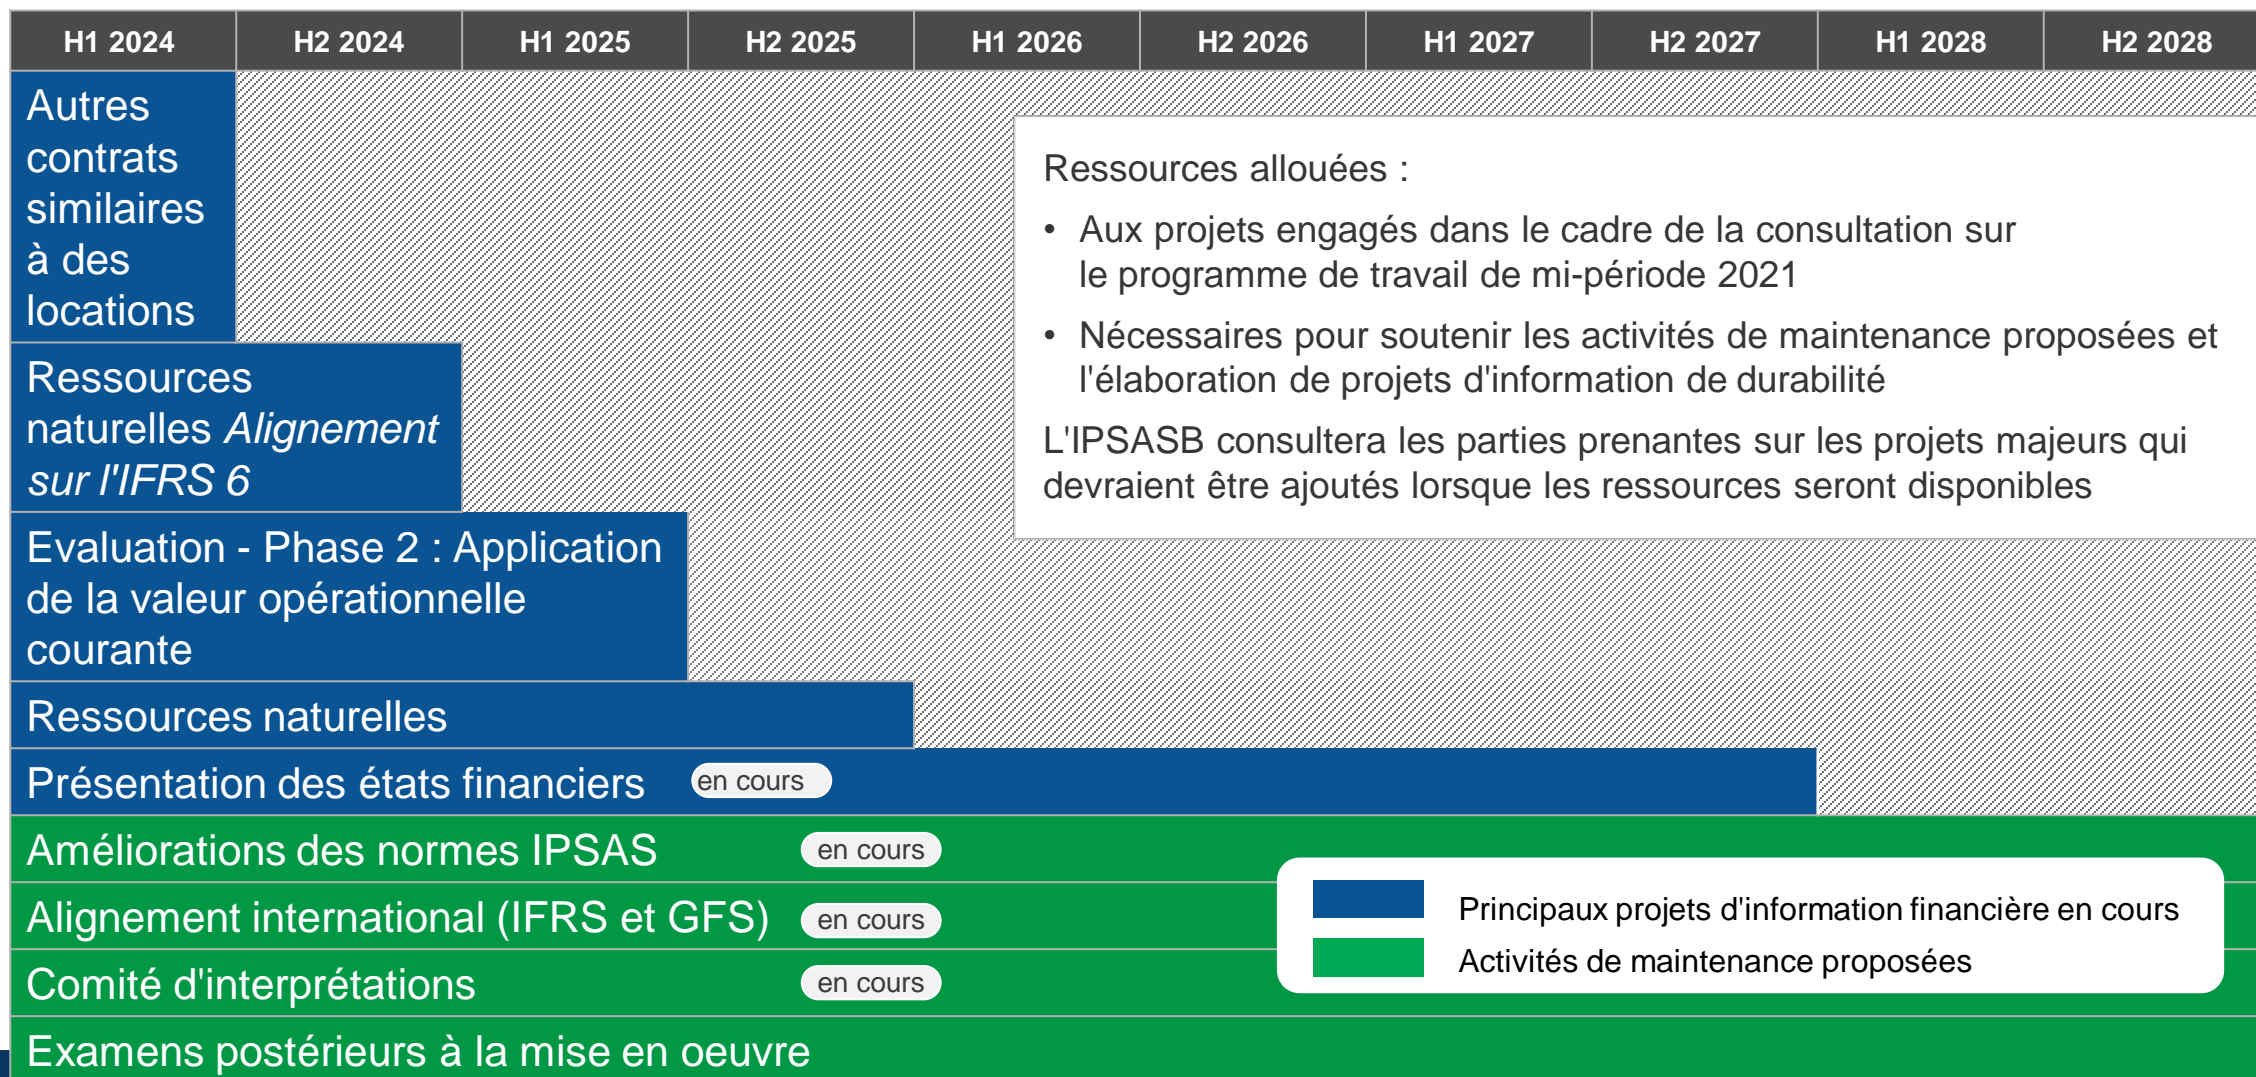 H1 2024 H2 2024 H1 2025 H2 2025 H1 2026 H2 2026 H1 2027 H2 2027 H1 2028 H2 2028
Autres
contrats
similaires
à des
locations
Ressources
naturelles Alignement
sur l'IFRS 6
Evaluation - Phase 2 : Application
de la valeur opérationnelle
courante
Ressources naturelles
Présentation des états financiers en cours
Améliorations des normes IPSAS en cours
Alignement international (IFRS et GFS) en cours
Comité d'interprétations en cours
Examens postérieurs à la mise en oeuvre
Ressources allouées :
• Aux projets engagés dans le cadre de la consultation sur
le programme de travail de mi-période 2021
• Nécessaires pour soutenir les activités de maintenance proposées et
l'élaboration de projets d'information de durabilité
L'IPSASB consultera les parties prenantes sur les projets majeurs qui
devraient être ajoutés lorsque les ressources seront disponibles
Principaux projets d'information financière en cours
Activités de maintenance proposées